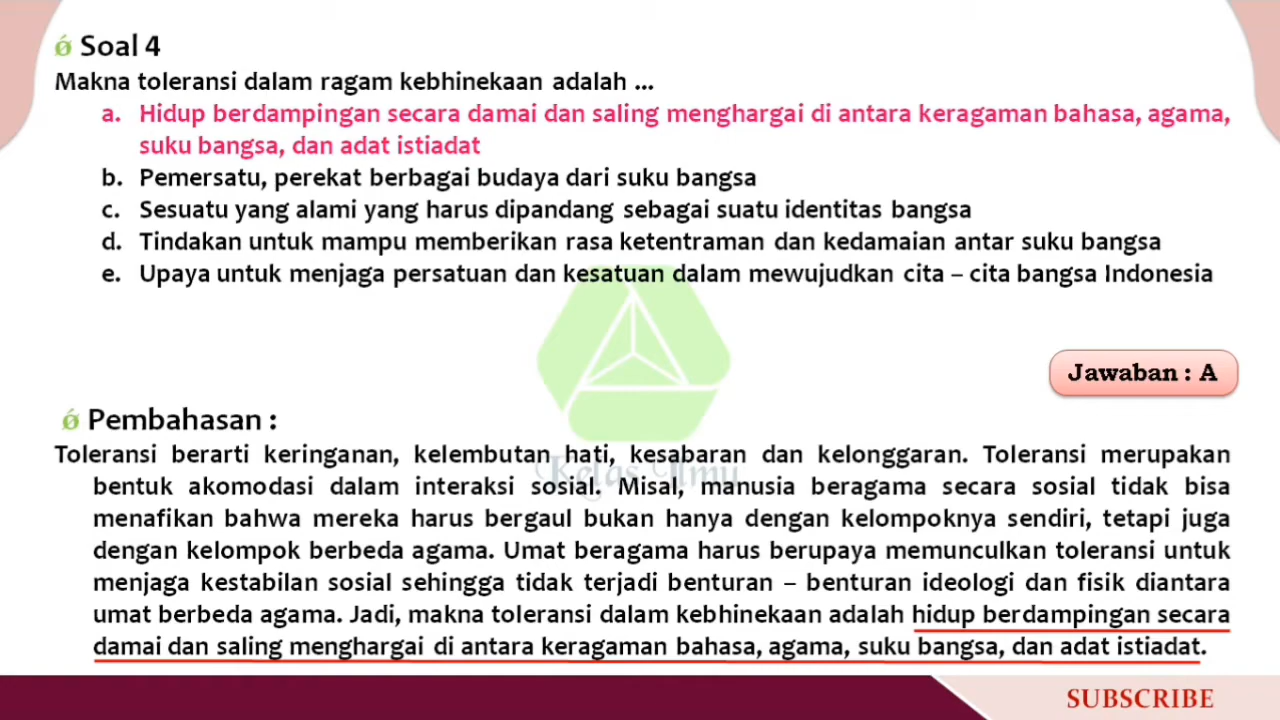 Soal 4
Makna toleransi dalam ragam kebhinekaan adalah ...
a. Hidup berdampingan secara damai dan saling menghargai di antara keragaman bahasa, agama,
suku bangsa, dan adat istiadat
b. Pemersatu, perekat berbagai budaya dari suku bangsa
c. Sesuatu yang alami yang harus dipandang sebagai suatu identitas bangsa
d. Tindakan untuk mampu memberikan rasa ketentraman dan kedamaian antar suku bangsa
e. Upaya untuk menjaga persatuan dan kesatuan dalam mewujudkan cita – cita bangsa Indonesia
Jawaban : A
Pembahasan :
Toleransi berarti keringanan, kelembutan hati, kesabaran dan kelonggaran. Toleransi merupakan
Kelas Ilmu
bentuk akomodasi dalam interaksi sosial. Misal, manusia beragama secara sosial tidak bisa
menafikan bahwa mereka harus bergaul bukan hanya dengan kelompoknya sendiri, tetapi juga
dengan kelompok berbeda agama. Umat beragama harus berupaya memunculkan toleransi untuk
menjaga kestabilan sosial sehingga tidak terjadi benturan – benturan ideologi dan fisik diantara
umat berbeda agama. Jadi, makna toleransi dalam kebhinekaan adalah hidup berdampingan secara
damai dan saling menghargai di antara keragaman bahasa, agama, suku bangsa, dan adat istiadat.
SUBSCRIBE